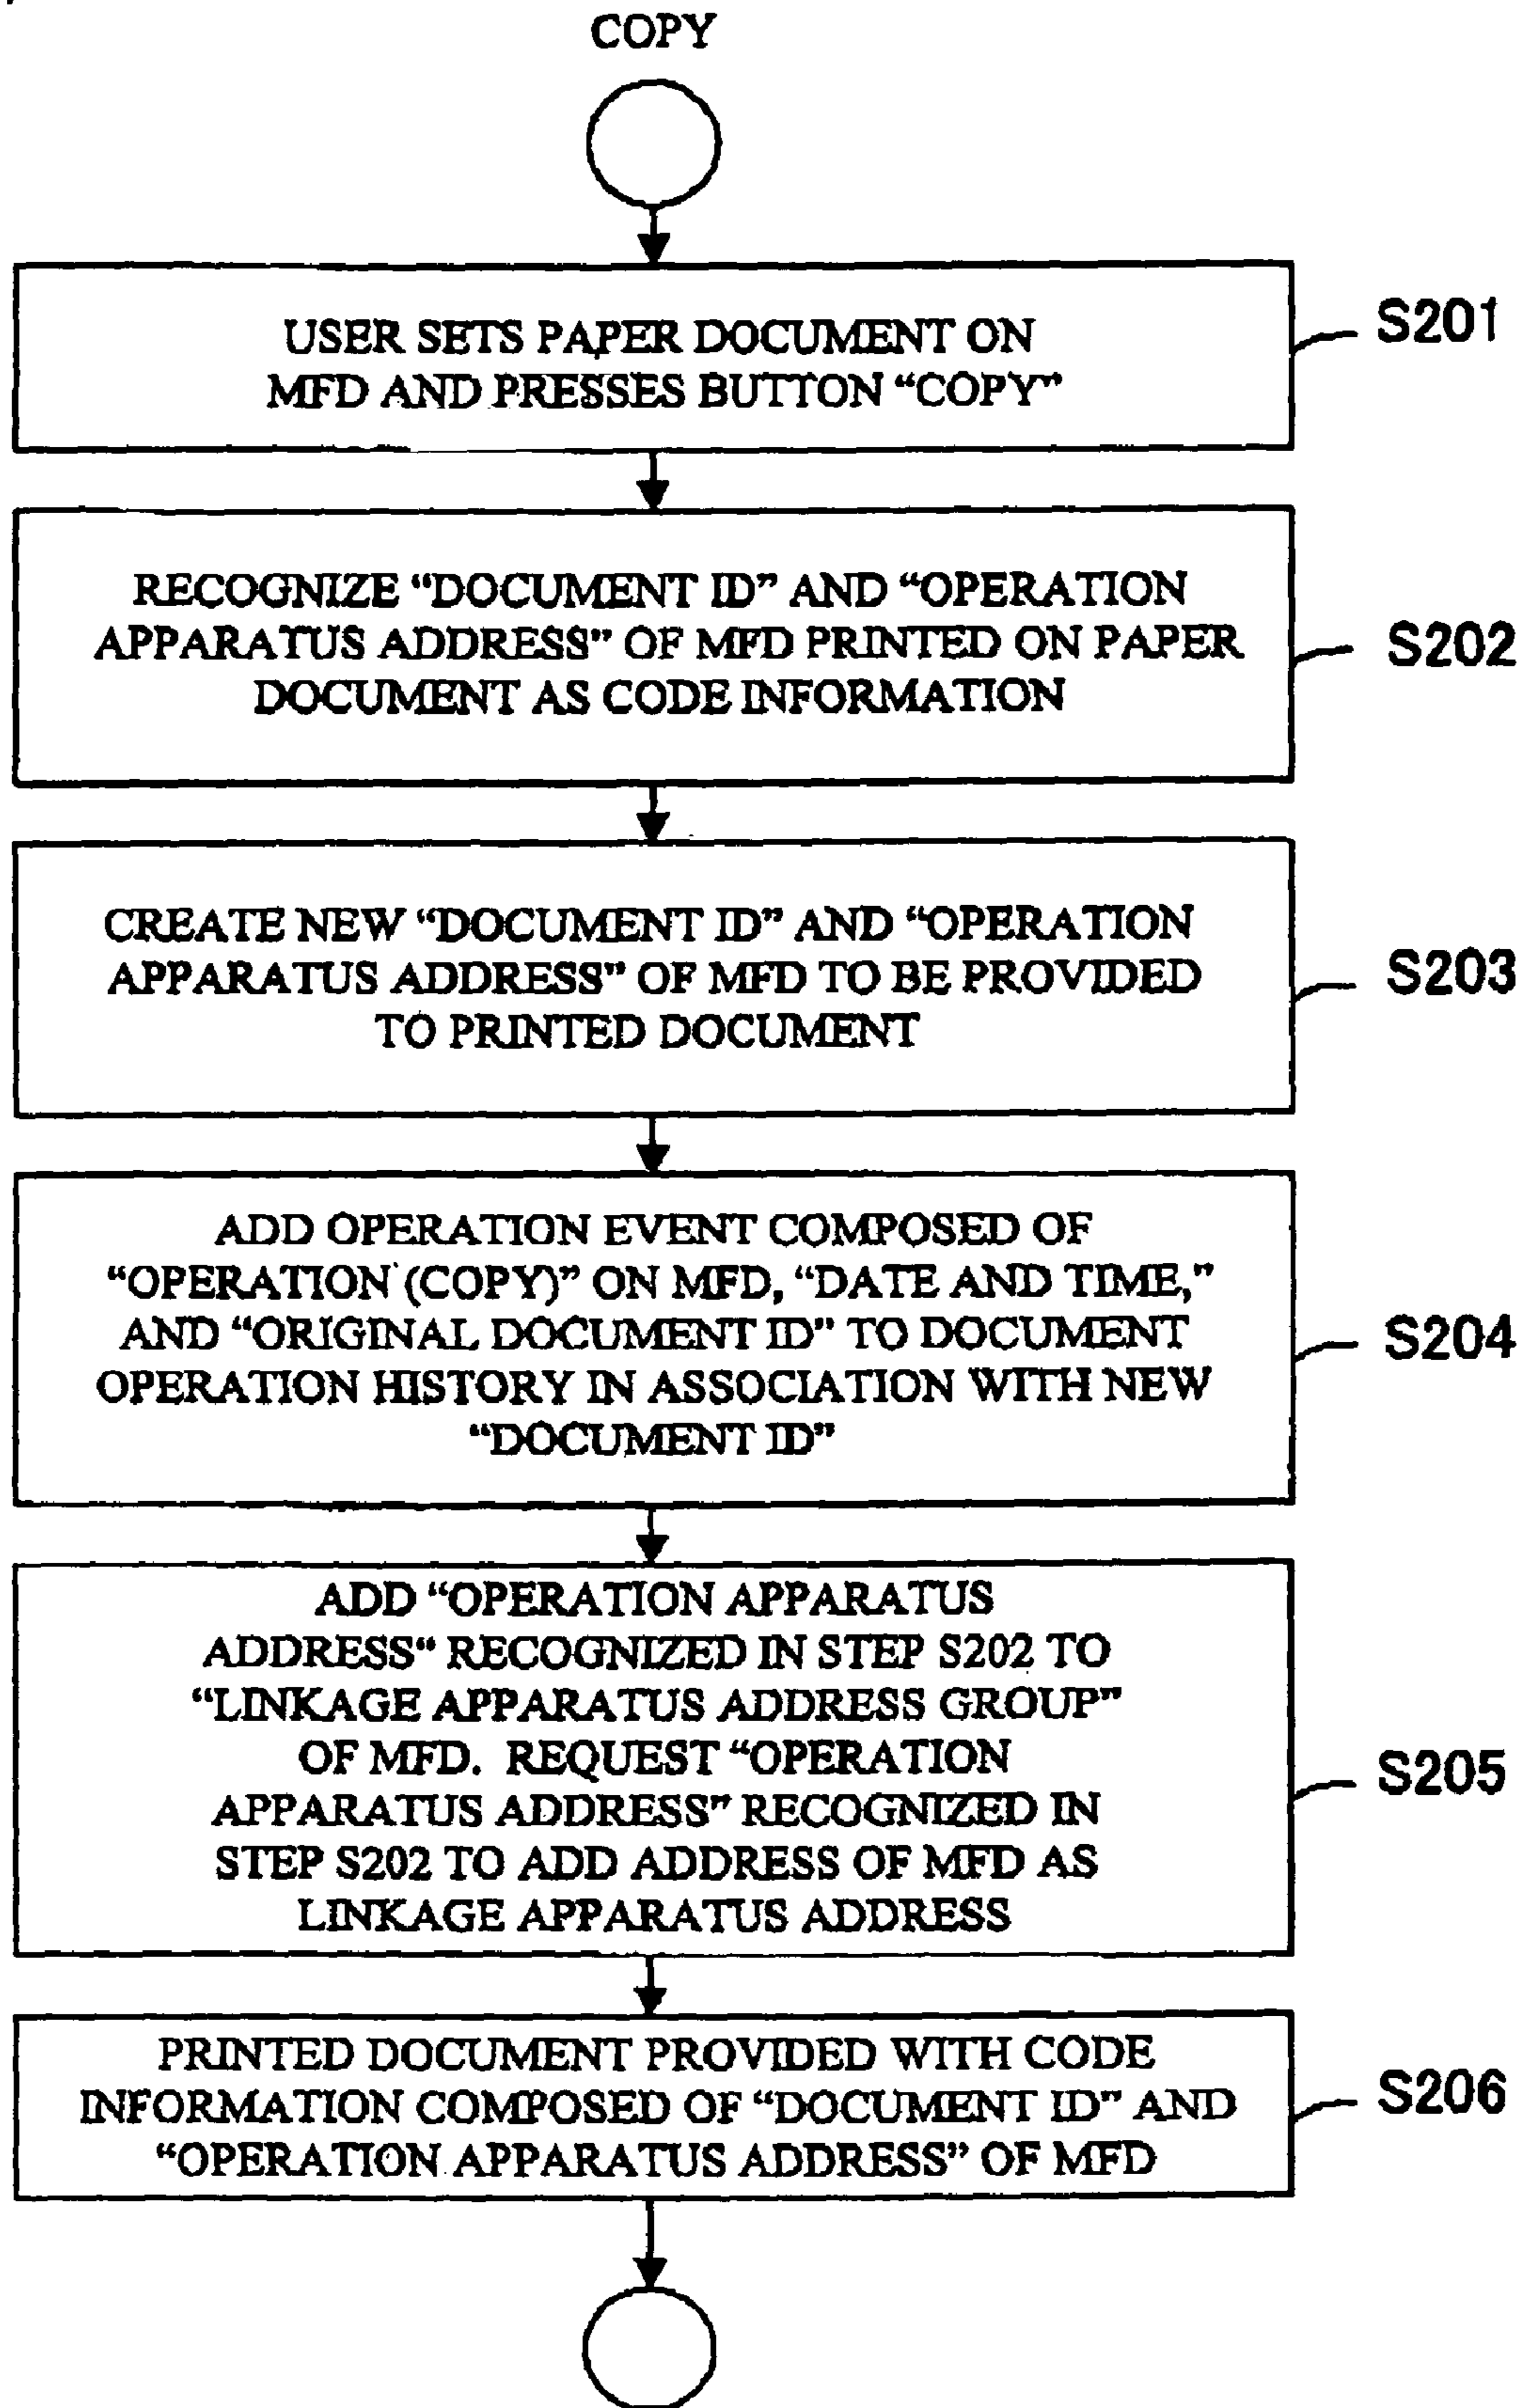 COPY
USER SETS PAPER DOCUMENT ON
MFD AND PRESSES BUTTON “COPY”
S201
RECOGNIZE “DOCUMENT ID” AND “OPERATION
APPARATUS ADDRESS” OF MFD PRINTED ON PAPER
DOCUMENT AS CODE INFORMATION
S202
CREATE NEW “DOCUMENT ID” AND “OPERATION
APPARATUS ADDRESS” OF MFD TO BE PROVIDED
TO PRINTED DOCUMENT
S203
ADD OPERATION EVENT COMPOSED OF
“OPERATION (COPY)” ON MFD, “DATE AND TIME,”
AND “ORIGINAL DOCUMENT ID” TO DOCUMENT
OPERATION HISTORY IN ASSOCIATION WITH NEW
“DOCUMENT ID”
S204
ADD “OPERATION APPARATUS
ADDRESS“ RECOGNIZED IN STEP S202 TO
“LINKAGE APPARATUS ADDRESS GROUP”
OF MFD. REQUEST “OPERATION
APPARATUS ADDRESS” RECOGNIZED IN
STEP S202 TO ADD ADDRESS OF MFD AS
LINKAGE APPARATUS ADDRESS
S205
PRINTED DOCUMENT PROVIDED WITH CODE
INFORMATION COMPOSED OF “DOCUMENT ID” AND
“OPERATION APPARATUS ADDRESS” OF MFD
S206